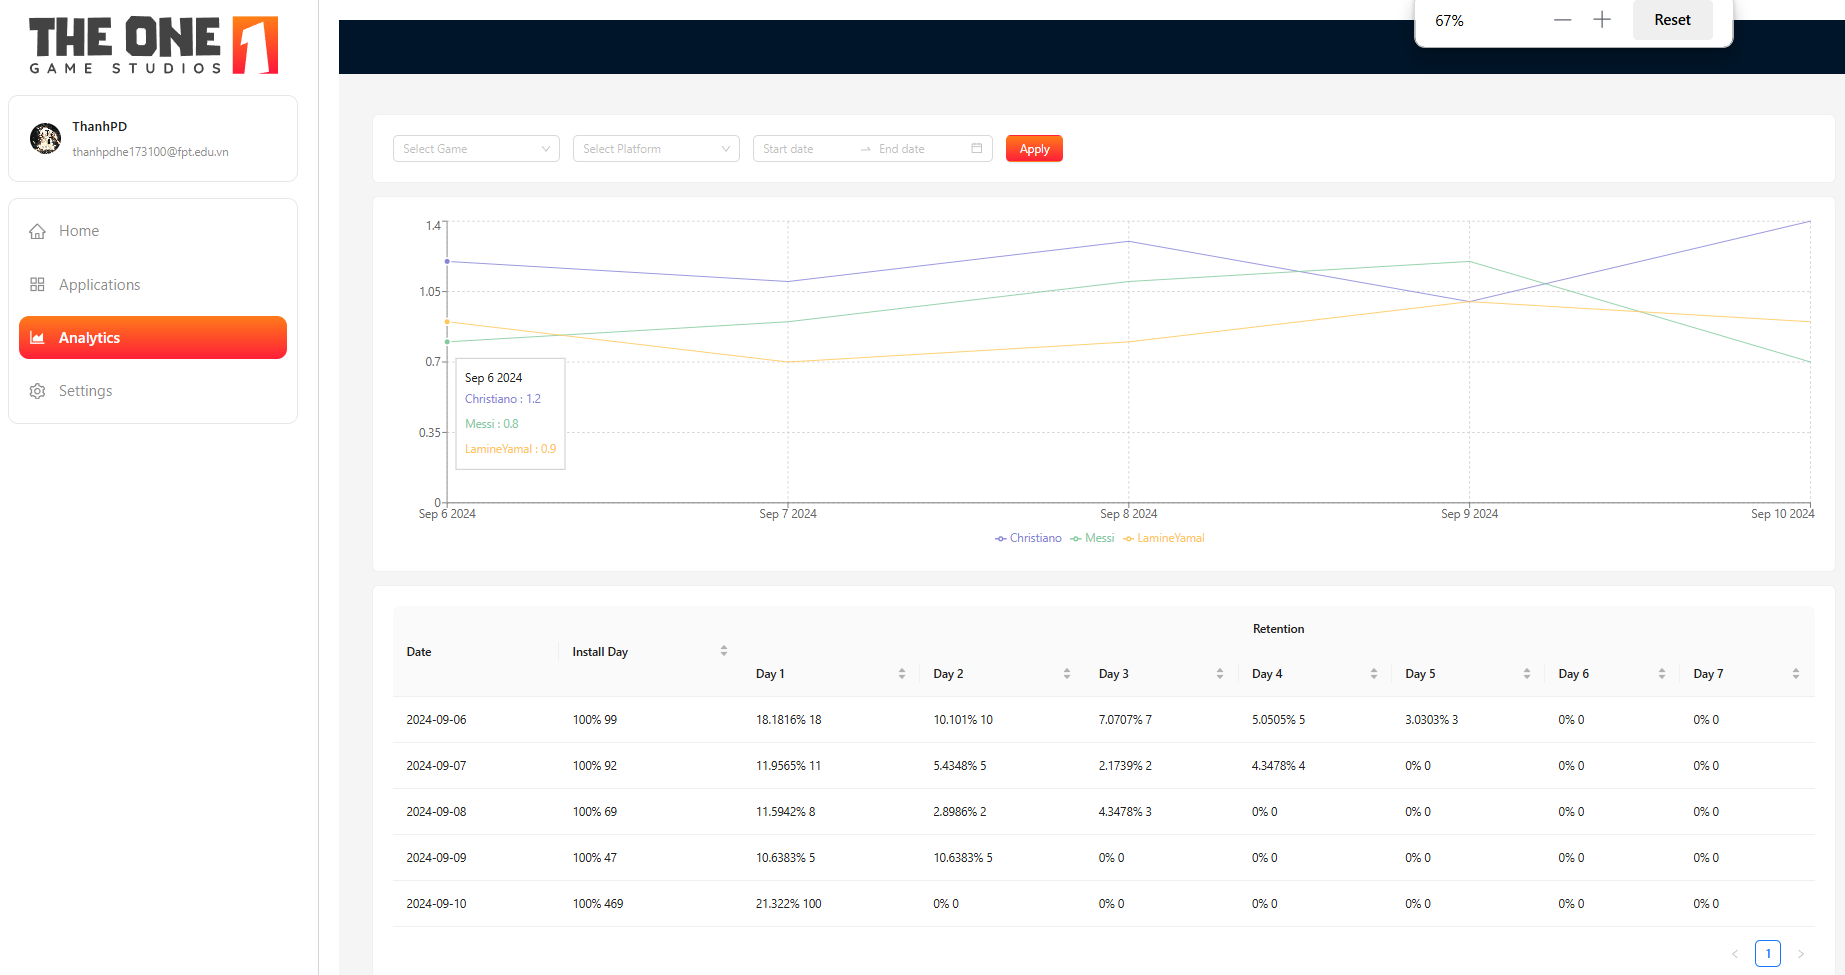 THE ONE 1
GAME STUDIOS
67%
Reset
ThanhPD
thanhpdhe173100@fpt.edu.vn
Home
Applications
Analytics
Settings
Select Game
Select Platform
Start date
End date
Apply
1.4
1.05
0.7
0.35
0
Sep 6 2024
Christiano : 1.2
Messi : 0.8
LamineYamal : 0.9
Sep 6 2024 Sep 7 2024 Sep 8 2024 Sep 9 2024 Sep 10 2024
Christiano Messi LamineYamal
Retention
Date Install Day
Day 1 Day 2 Day 3 Day 4 Day 5 Day 6 Day 7
2024-09-06 100% 99 18.1816% 18 10.101% 10 7.0707% 7 5.0505% 5 3.0303% 3 0% 0 0% 0
2024-09-07 100% 92 11.9565% 11 5.4348% 5 2.1739% 2 4.3478% 4 0% 0 0% 0 0% 0
2024-09-08 100% 69 11.5942% 8 2.8986% 2 4.3478% 3 0% 0 0% 0 0% 0 0% 0
2024-09-09 100% 47 10.6383% 5 10.6383% 5 0% 0 0% 0 0% 0 0% 0 0% 0
2024-09-10 100% 469 21.322% 100 0% 0 0% 0 0% 0 0% 0 0% 0 0% 0
1